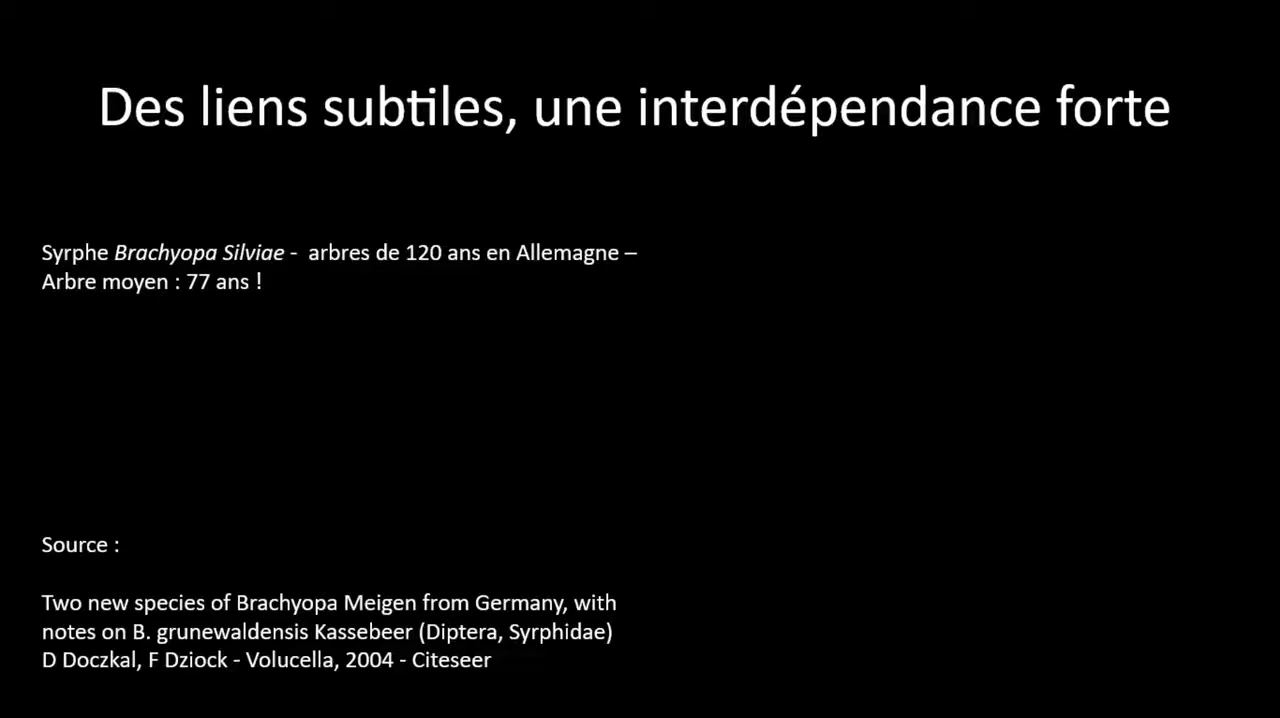 Des liens subtiles, une interdépendance forte
Syrphe Brachyopa Silviae -  arbres de 120 ans en Allemagne –
Arbre moyen : 77 ans !
Source :
Two new species of Brachyopa Meigen from Germany, with
notes on B. grunewaldensis Kassebeer (Diptera, Syrphidae)
D Doczkal, F Dziock - Volucella, 2004 - Citeseer